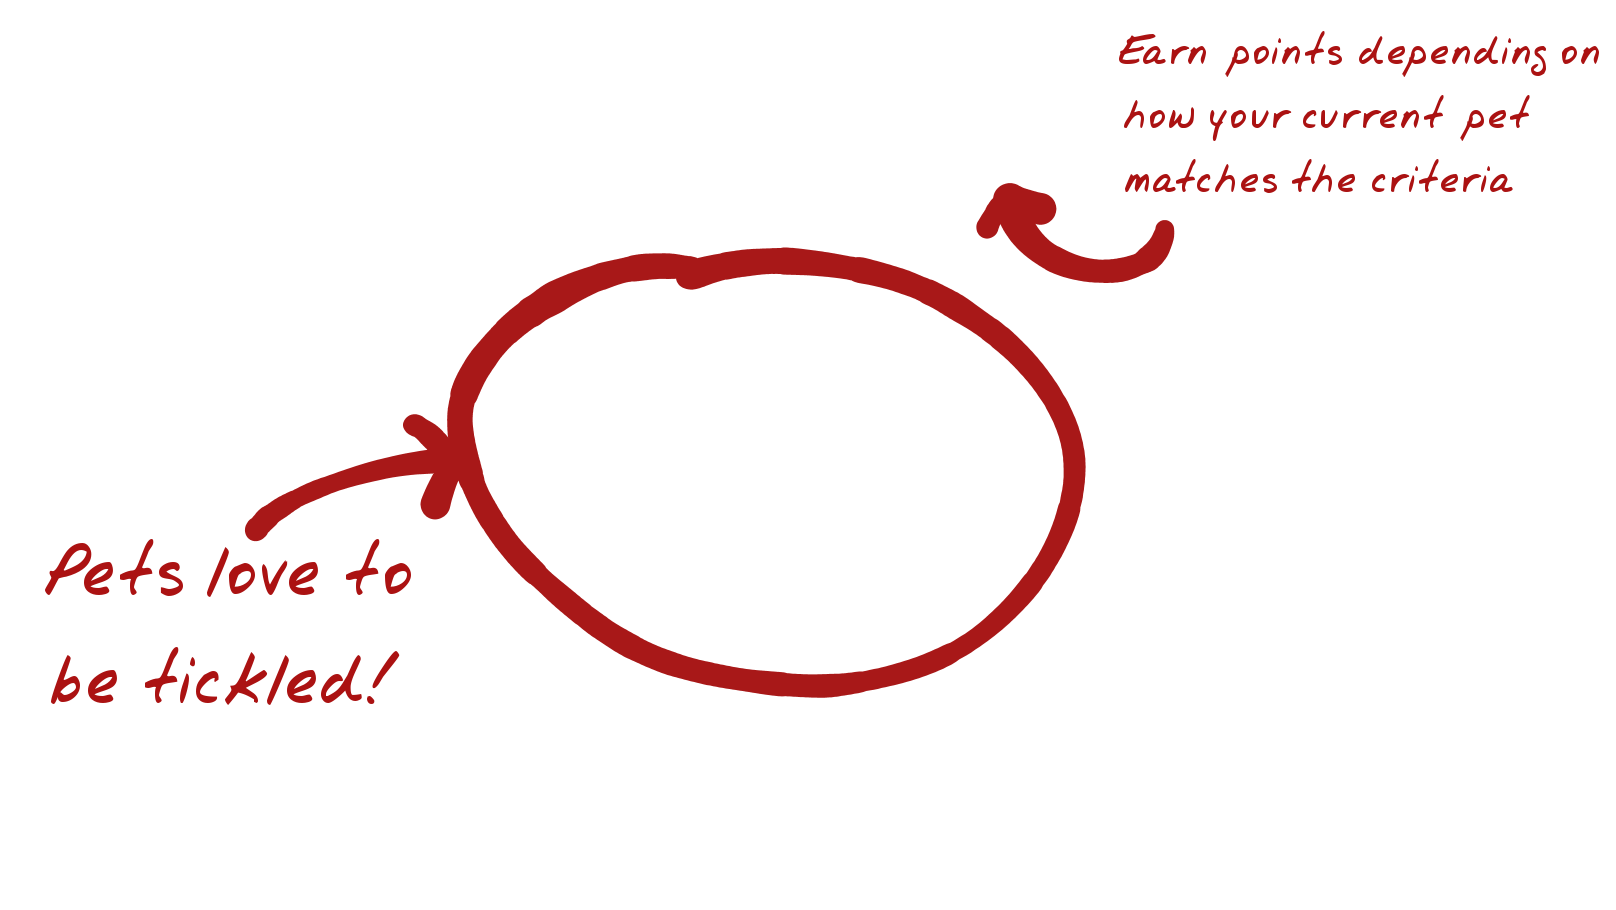 Earn points depending on
how your current pet
matches the criteria
Pets love to
be tickled!